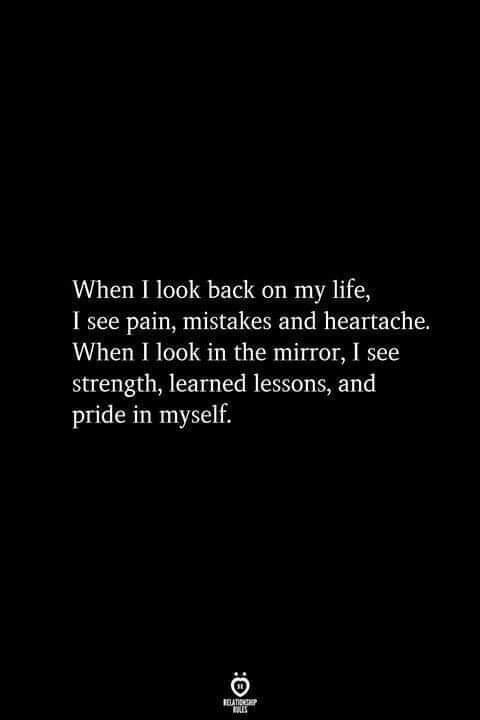 When I look back on my life,
I see pain, mistakes and heartache.
When I look in the mirror, I see
strength, learned lessons, and
pride in myself.
RELATIONSHIP
RULES